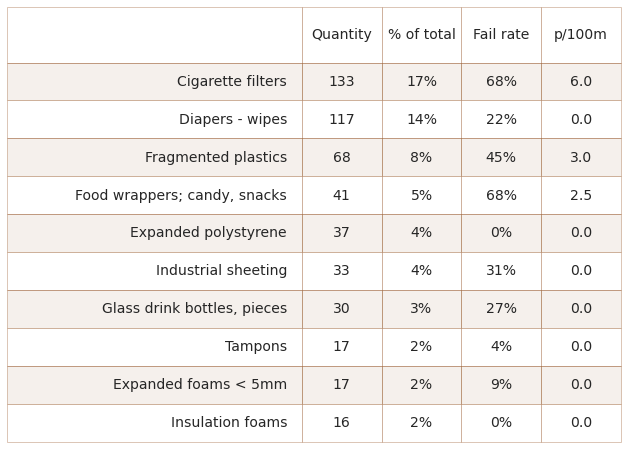 Quantity % of total Fail rate p/100m
Cigarette filters 133 17% 68% 6.0
Diapers - wipes 117 14% 22% 0.0
Fragmented plastics 68 8% 45% 3.0
Food wrappers; candy, snacks 41 5% 68% 2.5
Expanded polystyrene 37 4% 0% 0.0
Industrial sheeting 33 4% 31% 0.0
Glass drink bottles, pieces 30 3% 27% 0.0
Tampons 17 2% 4% 0.0
Expanded foams < 5mm 17 2% 9% 0.0
Insulation foams 16 2% 0% 0.0